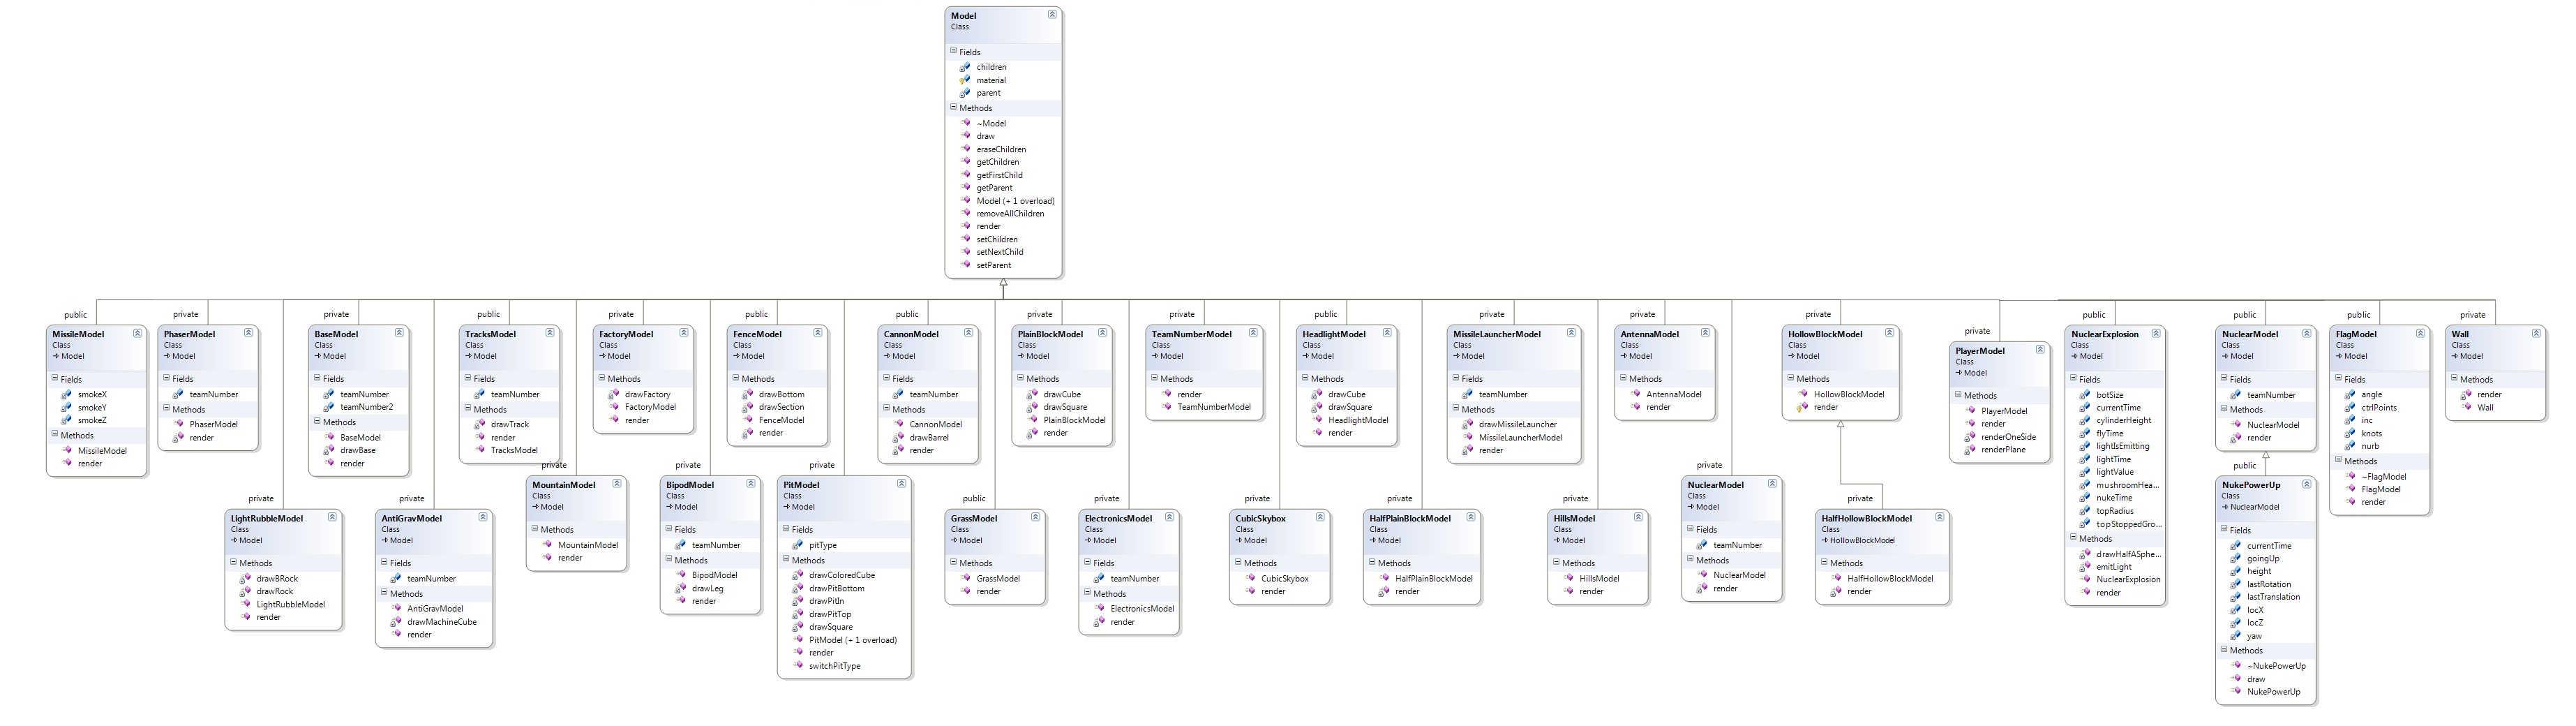 Model
Class
Fields
children
material
parent
Methods
~Model
draw
eraseChildren
getChildren
getFirstChild
getParent
Model (+ 1 overload)
removeAllChildren
render
setChildren
setNextChild
setParent
public
MissileModel
Class
Model
Fields
smokeX
smokeY
smokeZ
Methods
MissileModel
render
private
PhaserModel
Class
Model
Fields
teamNumber
Methods
PhaserModel
render
private
BaseModel
Class
Model
Fields
teamNumber
teamNumber2
Methods
BaseModel
drawBase
render
public
TracksModel
Class
Model
Fields
teamNumber
Methods
drawTrack
render
TracksModel
private
FactoryModel
Class
Model
Methods
drawFactory
FactoryModel
render
private
FenceModel
Class
Model
Methods
drawBottom
drawSection
FenceModel
render
private
CannonModel
Class
Model
Fields
teamNumber
Methods
CannonModel
drawBarrel
render
private
PlainBlockModel
Class
Model
Methods
drawCube
drawSquare
PlainBlockModel
render
private
TeamNumberModel
Class
Model
Methods
render
TeamNumberModel
public
HeadlightModel
Class
Model
Methods
drawCube
drawSquare
HeadlightModel
render
private
MissileLauncherModel
Class
Model
Fields
teamNumber
Methods
drawMissileLauncher
MissileLauncherModel
render
private
AntennaModel
Class
Model
Methods
AntennaModel
render
private
HollowBlockModel
Class
Model
Methods
HollowBlockModel
render
private
PlayerModel
Class
Model
Methods
PlayerModel
render
renderOneSide
renderPlane
public
NuclearExplosion
Class
Model
Fields
botSize
currentTime
cylinderHeight
flyTime
lightIsEmitting
lightTime
lightValue
mushroomHea...
nukeTime
topRadius
topStoppedGro...
Methods
drawHalfASphe...
emitLight
NuclearExplosion
render
public
NuclearModel
Class
Model
Fields
teamNumber
Methods
NuclearModel
render
public
FlagModel
Class
Model
Fields
angle
ctrlPoints
inc
knots
nurb
Methods
~FlagModel
FlagModel
render
private
Wall
Class
Model
Methods
render
Wall
private
LightRubbleModel
Class
Model
Methods
drawBRock
drawRock
LightRubbleModel
render
private
AntiGravModel
Class
Model
Fields
teamNumber
Methods
AntiGravModel
drawMachineCube
render
private
MountainModel
Class
Model
Methods
MountainModel
render
private
BipodModel
Class
Model
Fields
teamNumber
Methods
BipodModel
drawLeg
render
public
PitModel
Class
Model
Fields
pitType
Methods
drawColoredCube
drawPitBottom
drawPitIn
drawPitTop
drawSquare
PitModel (+ 1 overload)
render
switchPitType
public
GrassModel
Class
Model
Methods
GrassModel
render
private
ElectronicsModel
Class
Model
Fields
teamNumber
Methods
ElectronicsModel
render
private
CubicSkybox
Class
Model
Methods
CubicSkybox
render
private
HalfPlainBlockModel
Class
Model
Methods
HalfPlainBlockModel
render
private
HillsModel
Class
Model
Methods
HillsModel
render
private
NuclearModel
Class
Model
Fields
teamNumber
Methods
NuclearModel
render
private
HalfHollowBlockModel
Class
HollowBlockModel
Methods
HalfHollowBlockModel
render
public
NukePowerUp
Class
NuclearModel
Fields
currentTime
goingUp
height
lastRotation
lastTranslation
locX
locZ
yaw
Methods
~NukePowerUp
draw
NukePowerUp